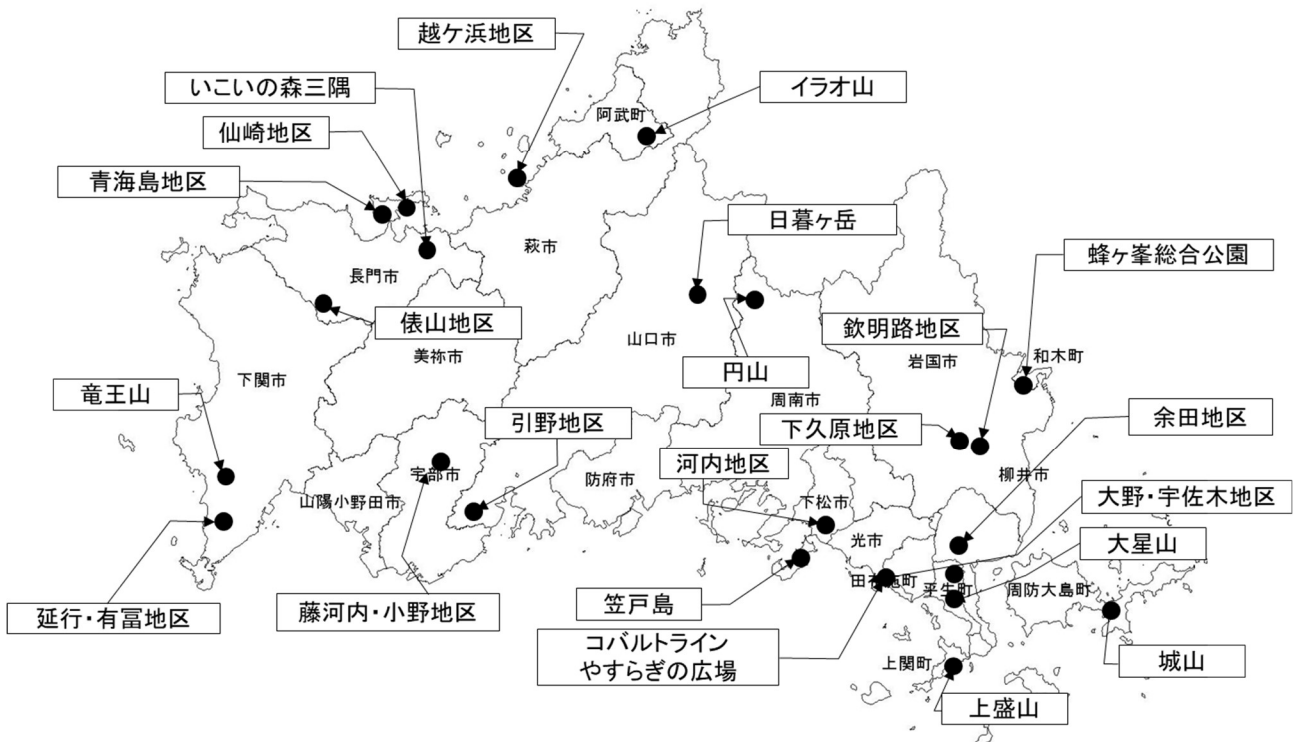 越ケ浜地区
いこいの森三隅
イラオ山
阿武町
仙崎地区
青海島地区
日暮ヶ岳
萩市
蜂ヶ峯総合公園
長門市
俵山地区
欽明路地区
山口市
美祢市
岩国市
和木町
円山
下関市
竜王山
周南市
引野地区
下久原地区
余田地区
河内地区
宇部市
防府市
柳井市
山陽小野田市
下松市
大野・宇佐木地区
光市
大星山
田布施町
平生町
周防大島町
笠戸島
延行・有冨地区
藤河内・小野地区
コバルトライン
やすらぎの広場
上関町
城山
上盛山